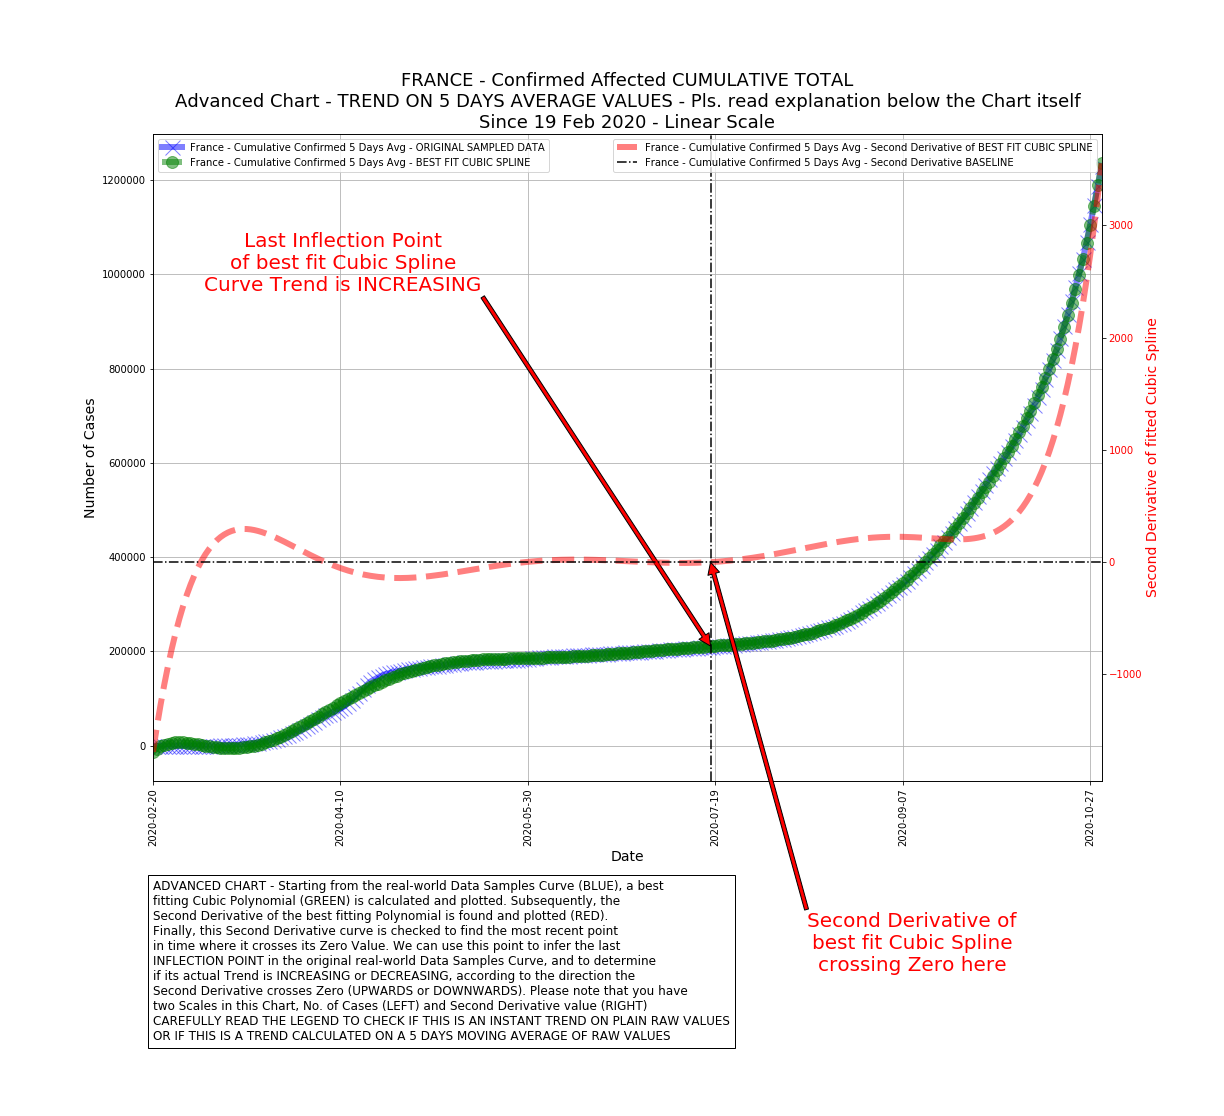 FRANCE - Confirmed Affected CUMULATIVE TOTAL
Advanced Chart - TREND ON 5 DAYS AVERAGE VALUES - Pls. read explanation below the Chart itself
Since 19 Feb 2020 - Linear Scale
France - Cumulative Confirmed 5 Days Avg - ORIGINAL SAMPLED DATA
France - Cumulative Confirmed 5 Days Avg - BEST FIT CUBIC SPLINE
France - Cumulative Confirmed 5 Days Avg - Second Derivative of BEST FIT CUBIC SPLINE
France - Cumulative Confirmed 5 Days Avg - Second Derivative BASELINE
Last Inflection Point
of best fit Cubic Spline
Curve Trend is INCREASING
Number of Cases
1200000
1000000
800000
600000
400000
200000
0
3000
2000
1000
0
−1000
Second Derivative of fitted Cubic Spline
2020-02-20
2020-04-10
2020-05-30
2020-07-19
2020-09-07
2020-10-27
Date
Second Derivative of
best fit Cubic Spline
crossing Zero here
ADVANCED CHART - Starting from the real-world Data Samples Curve (BLUE), a best
fitting Cubic Polynomial (GREEN) is calculated and plotted. Subsequently, the
Second Derivative of the best fitting Polynomial is found and plotted (RED).
Finally, this Second Derivative curve is checked to find the most recent point
in time where it crosses its Zero Value. We can use this point to infer the last
INFLECTION POINT in the original real-world Data Samples Curve, and to determine
if its actual Trend is INCREASING or DECREASING, according to the direction the
Second Derivative crosses Zero (UPWARDS or DOWNWARDS). Please note that you have
two Scales in this Chart, No. of Cases (LEFT) and Second Derivative value (RIGHT)
CAREFULLY READ THE LEGEND TO CHECK IF THIS IS AN INSTANT TREND ON PLAIN RAW VALUES
OR IF THIS IS A TREND CALCULATED ON A 5 DAYS MOVING AVERAGE OF RAW VALUES